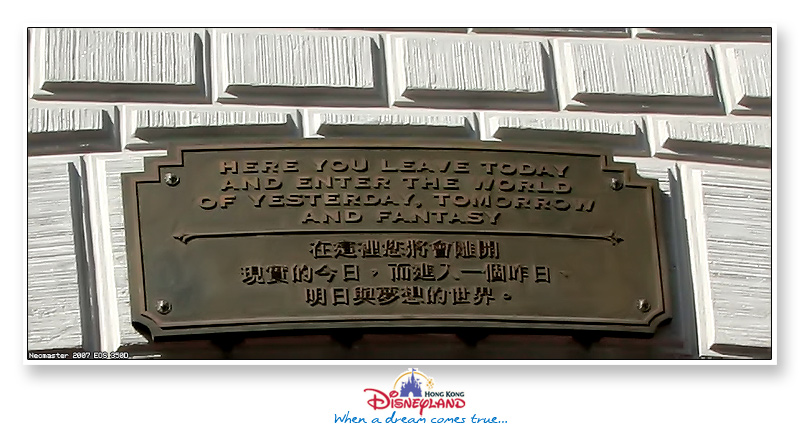 HERE YOU LEAVE TODAY
AND ENTER THE WORLD
OF YESTERDAY, TOMORROW
AND FANTASY
在這裡您將會離開
現實的今日，而進入一個昨日、
明日與夢想的世界。
Neomaster 2007 EOS 350D
HONG KONG
DISNEYLAND
When a dream comes true...